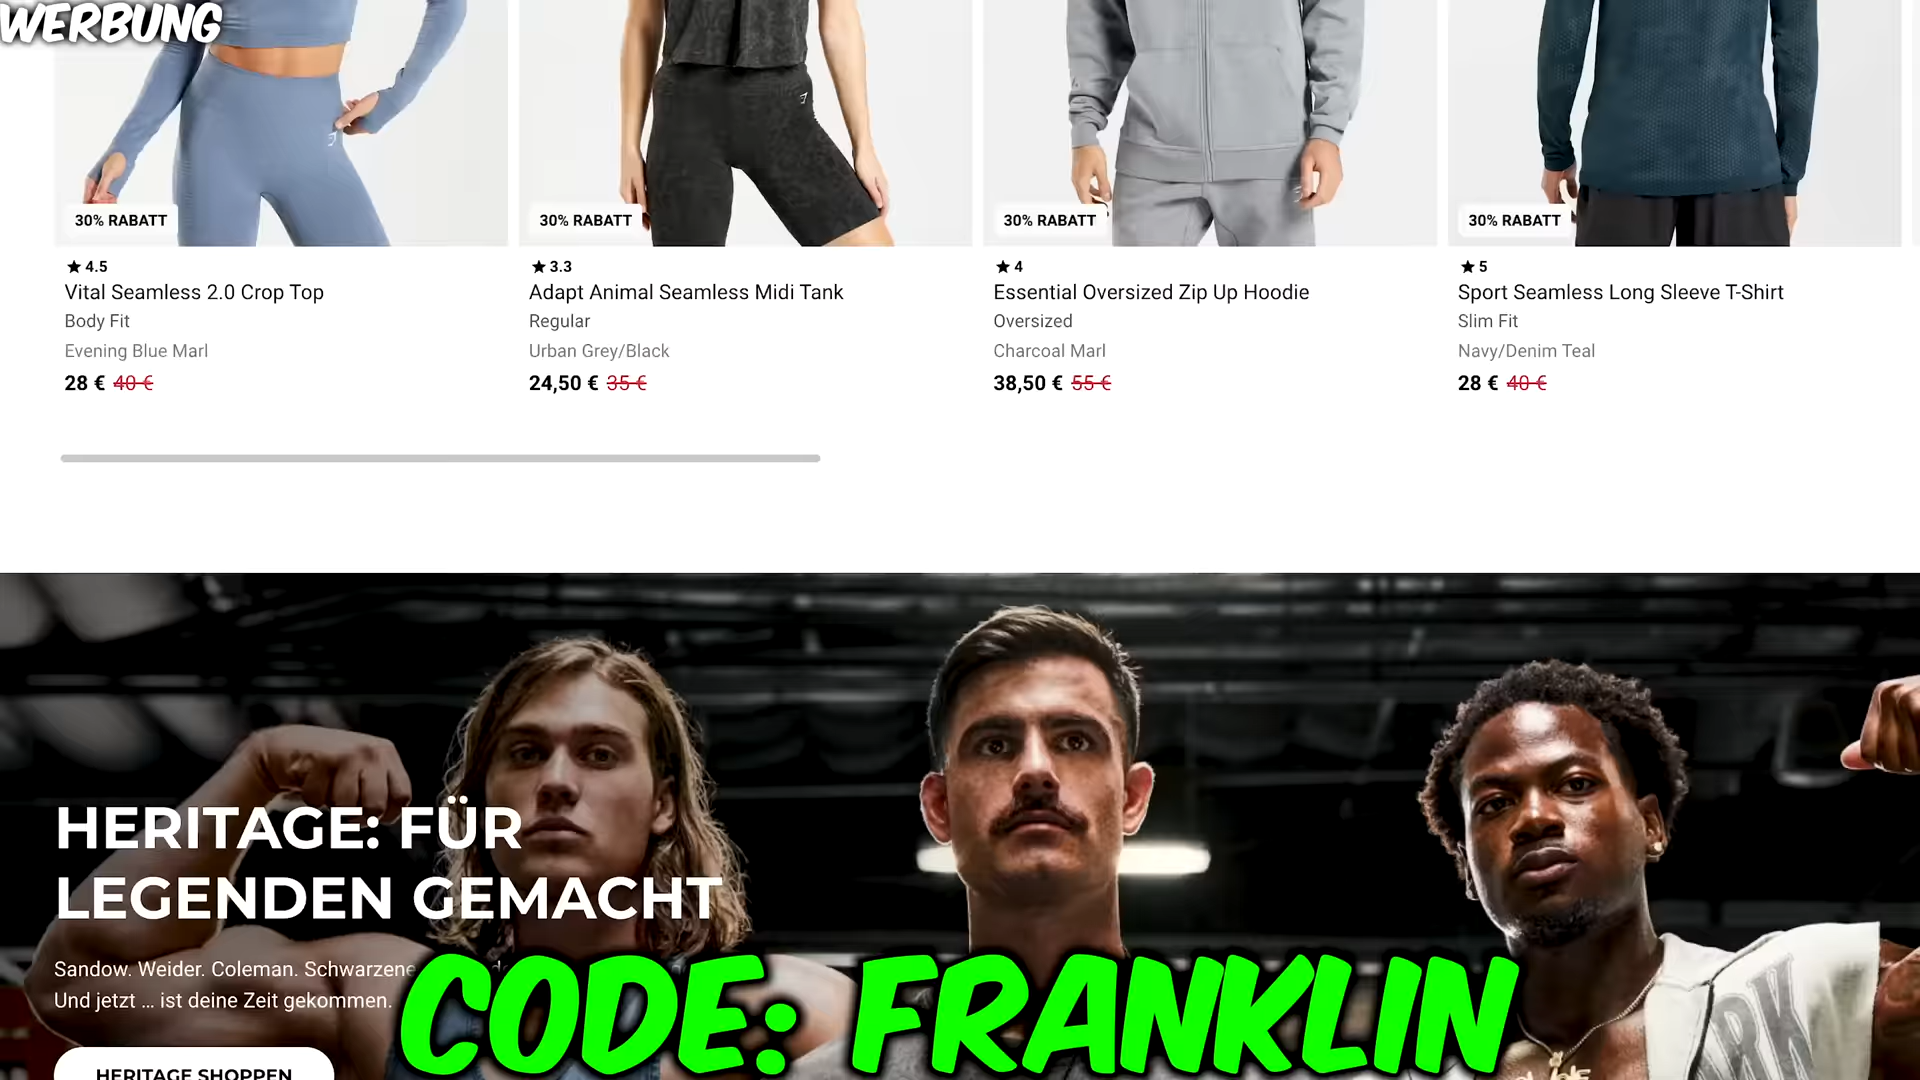 WERBUNG
30% RABATT
30% RABATT
30% RABATT
30% RABATT
★ 4.5
★ 3.3
★ 4
★ 5
Vital Seamless 2.0 Crop Top
Adapt Animal Seamless Midi Tank
Essential Oversized Zip Up Hoodie
Sport Seamless Long Sleeve T-Shirt
Body Fit
Regular
Oversized
Slim Fit
Evening Blue Marl
Urban Grey/Black
Charcoal Marl
Navy/Denim Teal
28 € 40 €
24,50 € 35 €
38,50 € 55 €
28 € 40 €
HERITAGE: FÜR
LEGENDEN GEMACHT
Sandow. Weider. Coleman. Schwarzene
Und jetzt ... ist deine Zeit gekommen.
CODE: FRANKLIN
HERITAGE SHOPPEN